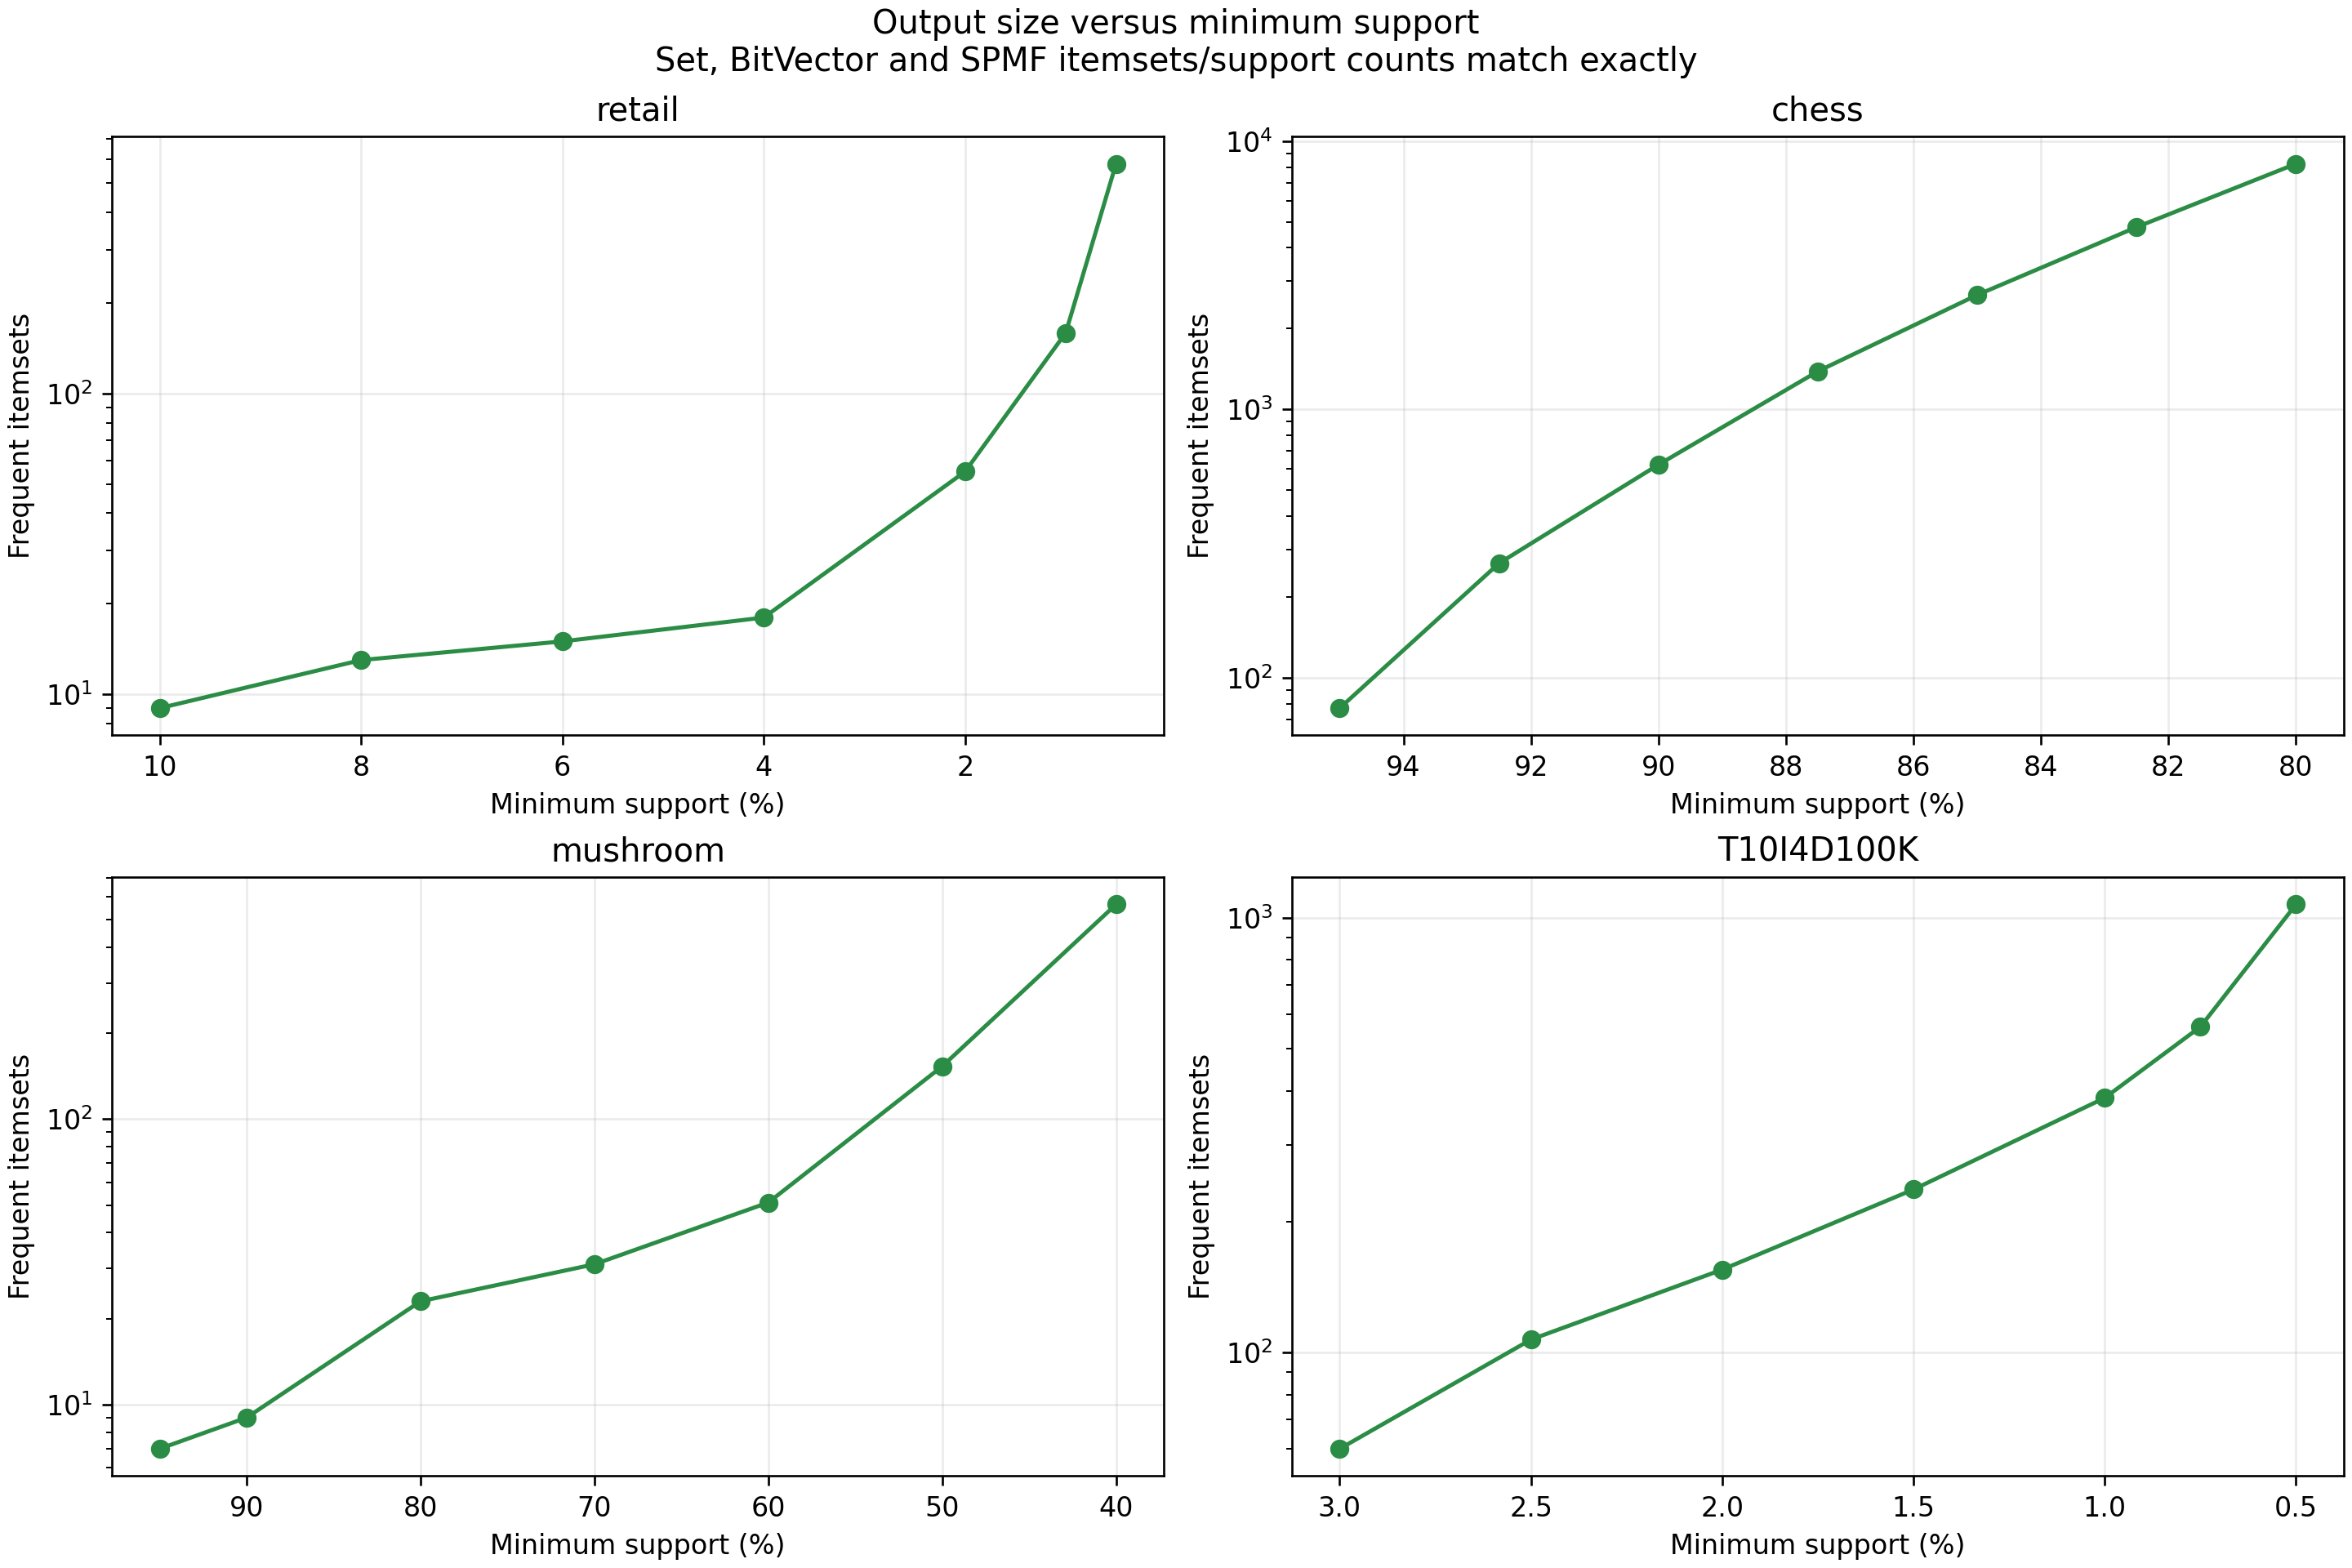 Output size versus minimum support
Set, BitVector and SPMF itemsets/support counts match exactly
retail
Frequent itemsets
10²
10¹
10 8 6 4 2
Minimum support (%)
chess
Frequent itemsets
10⁴
10³
10²
94 92 90 88 86 84 82 80
Minimum support (%)
mushroom
Frequent itemsets
10²
10¹
90 80 70 60 50 40
Minimum support (%)
T10I4D100K
Frequent itemsets
10³
10²
3.0 2.5 2.0 1.5 1.0 0.5
Minimum support (%)